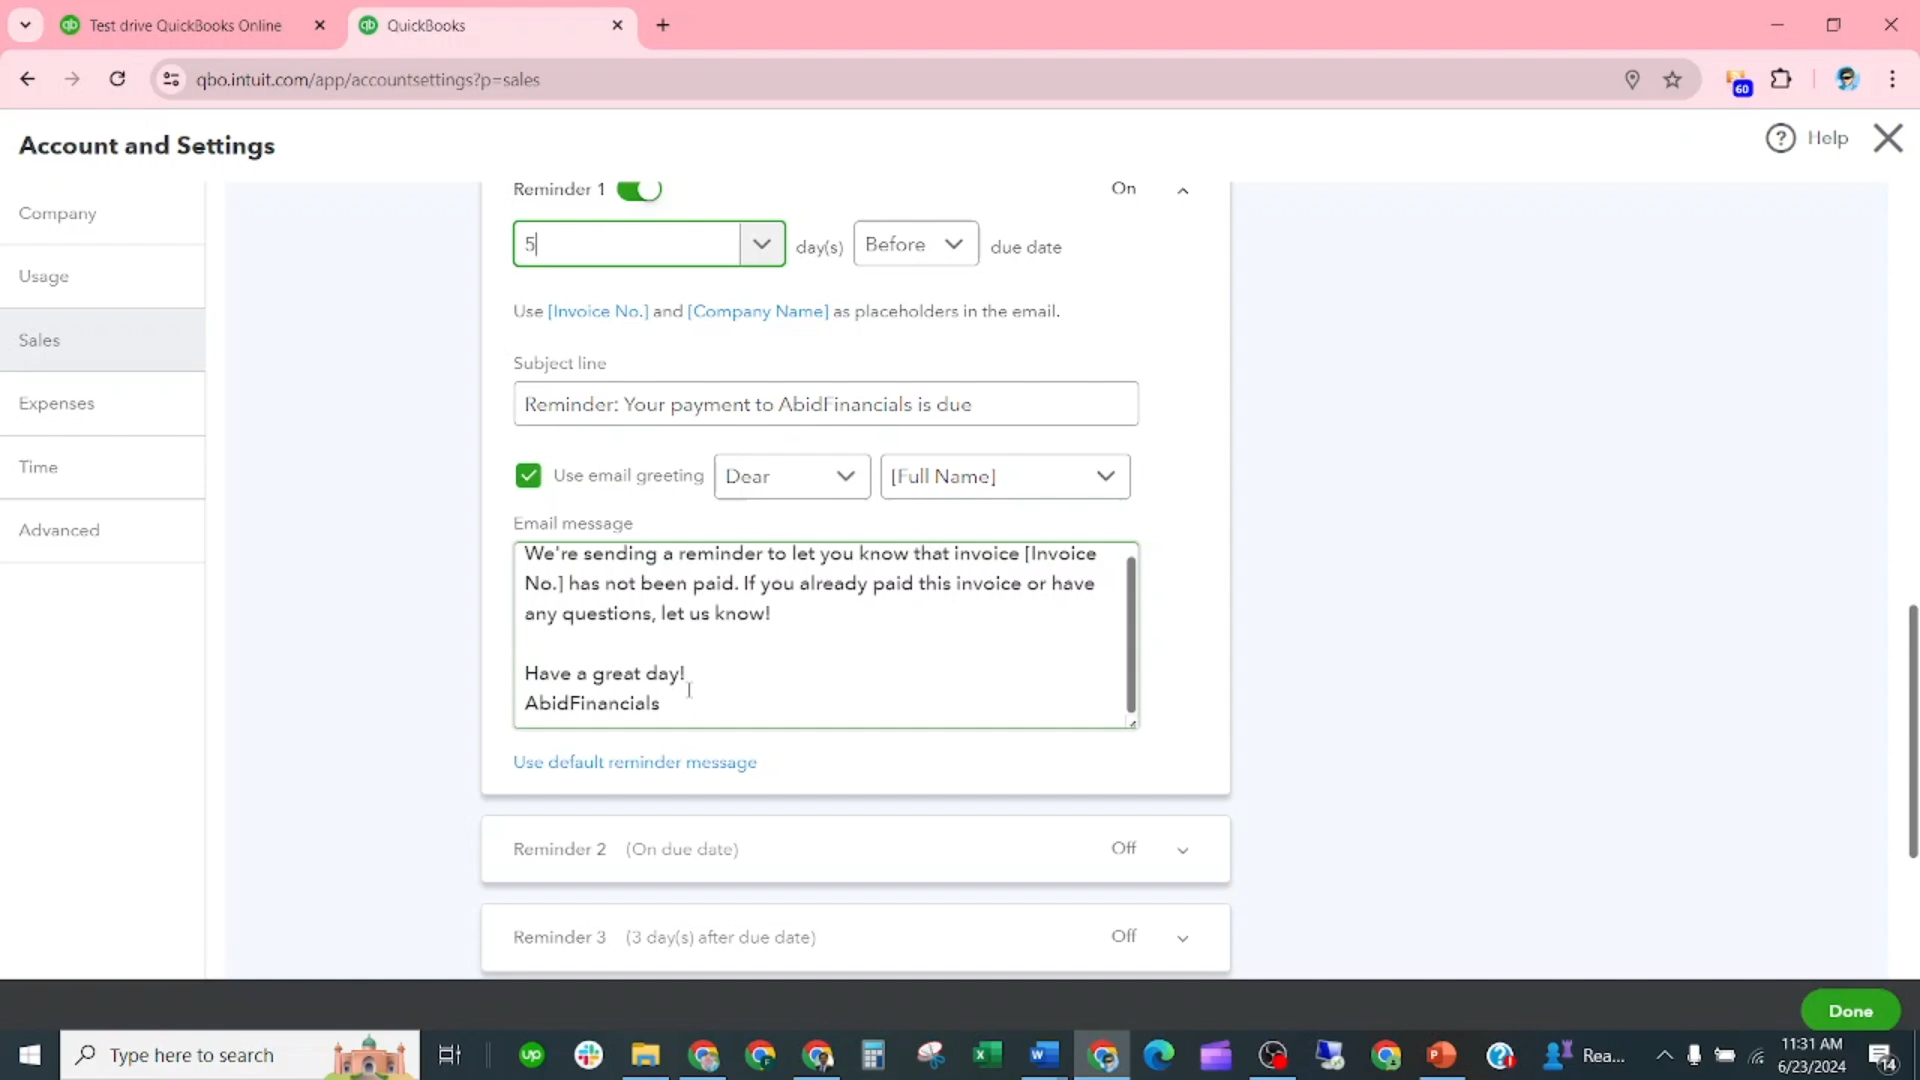 Test drive QuickBooks Online
QuickBooks
qbo.intuit.com/app/accountsettings?p=sales
60
Account and Settings
Help
Company
Usage
Sales
Expenses
Time
Advanced
Reminder 1 On
5 day(s) Before due date
Use [Invoice No.] and [Company Name] as placeholders in the email.
Subject line
Reminder: Your payment to AbidFinancials is due
Use email greeting Dear [Full Name]
Email message
We're sending a reminder to let you know that invoice [Invoice
No.] has not been paid. If you already paid this invoice or have
any questions, let us know!
Have a great day!
AbidFinancials
Use default reminder message
Reminder 2 (On due date) Off
Reminder 3 (3 day(s) after due date) Off
Done
Type here to search
Rea...
11:31 AM
6/23/2024
14